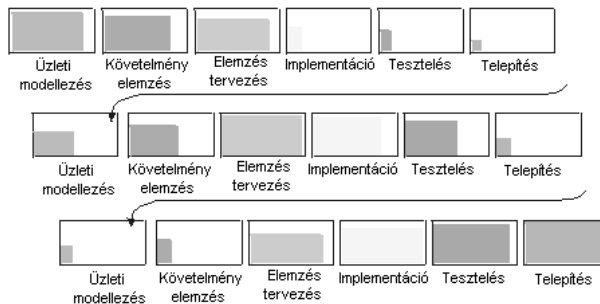 Üzleti modellezés
Követelmény elemzés
Elemzés tervezés
Implementáció
Tesztelés
Telepítés
Üzleti modellezés
Követelmény elemzés
Elemzés tervezés
Implementáció
Tesztelés
Telepítés
Üzleti modellezés
Követelmény elemzés
Elemzés tervezés
Implementáció
Tesztelés
Telepítés